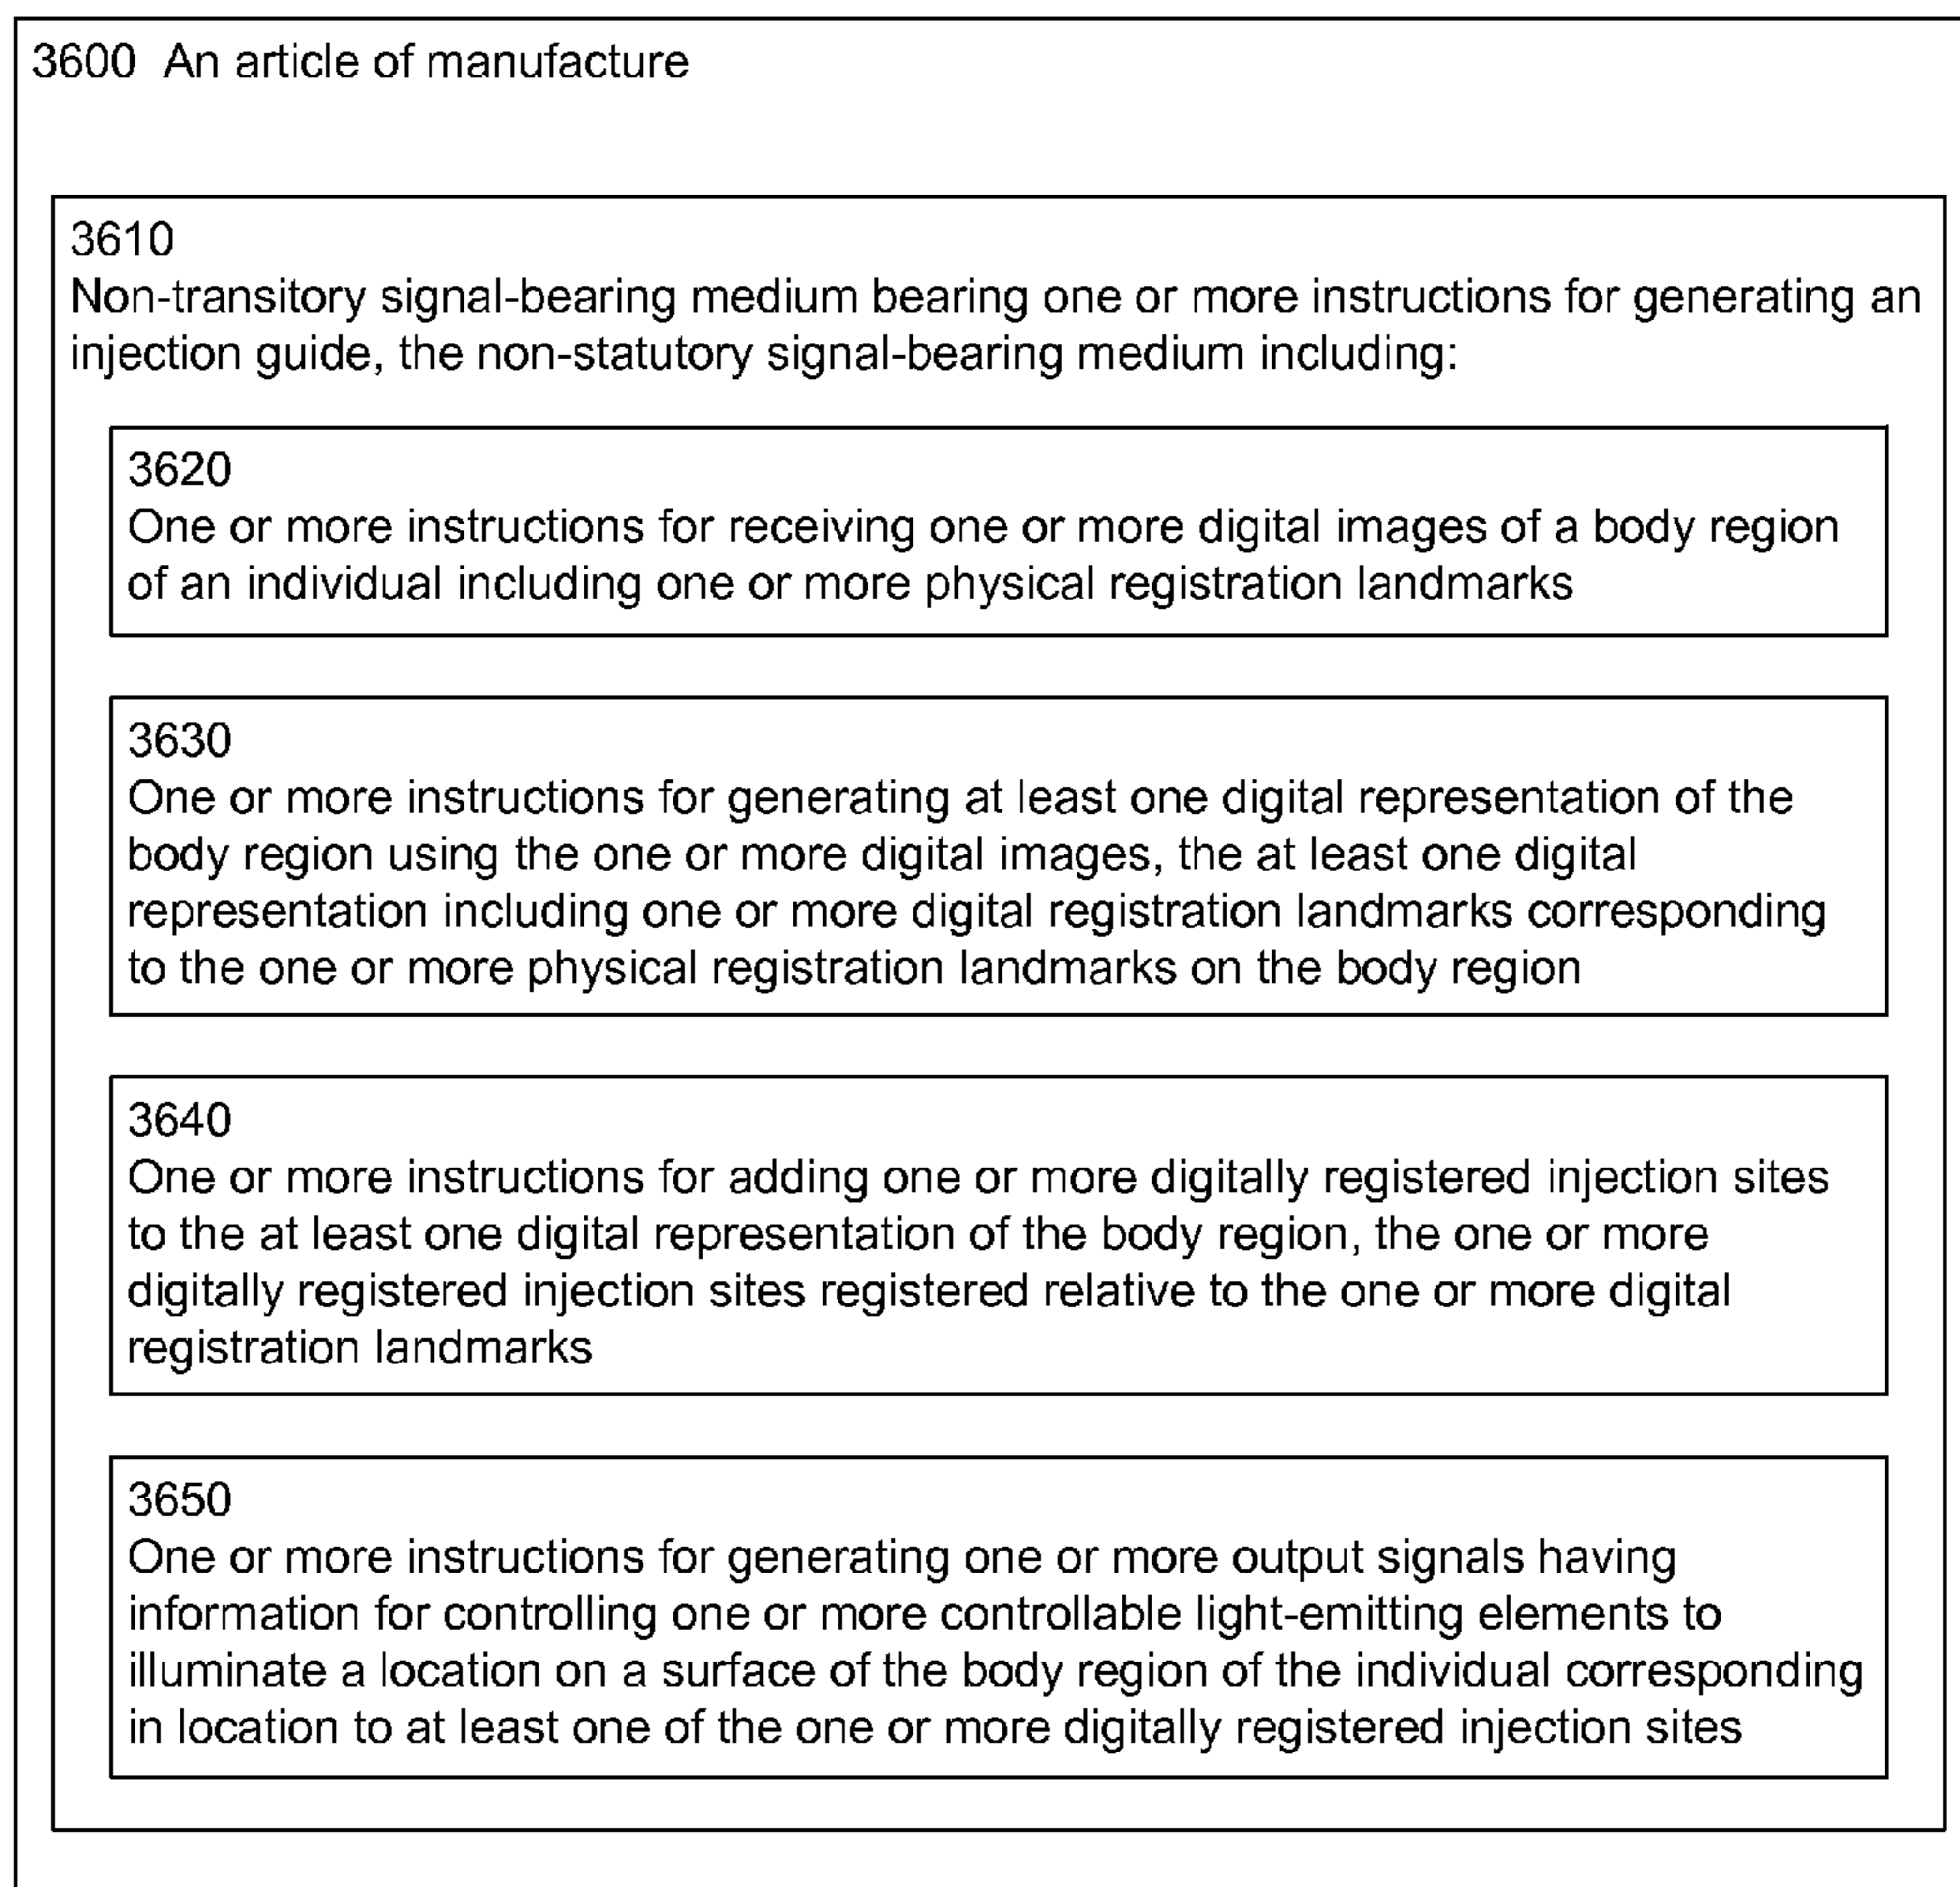 3600 An article of manufacture
3610
Non-transitory signal-bearing medium bearing one or more instructions for generating an
injection guide, the non-statutory signal-bearing medium including:
3620
One or more instructions for receiving one or more digital images of a body region
of an individual including one or more physical registration landmarks
3630
One or more instructions for generating at least one digital representation of the
body region using the one or more digital images, the at least one digital
representation including one or more digital registration landmarks corresponding
to the one or more physical registration landmarks on the body region
3640
One or more instructions for adding one or more digitally registered injection sites
to the at least one digital representation of the body region, the one or more
digitally registered injection sites registered relative to the one or more digital
registration landmarks
3650
One or more instructions for generating one or more output signals having
information for controlling one or more controllable light-emitting elements to
illuminate a location on a surface of the body region of the individual corresponding
in location to at least one of the one or more digitally registered injection sites